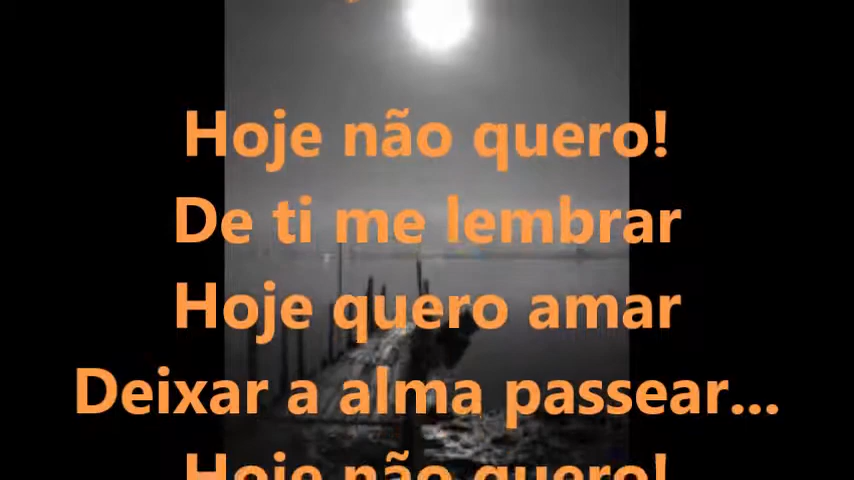 Hoje não quero!
De ti me lembrar
Hoje quero amar
Deixar a alma passear...
Hoje não quero!